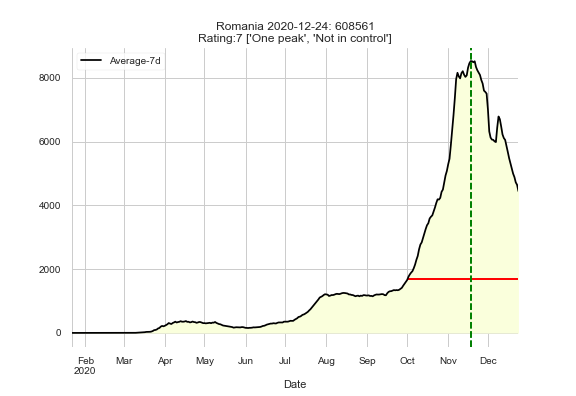 Romania 2020-12-24: 608561
Rating:7 ['One peak', 'Not in control']
Average-7d
8000
6000
4000
2000
0
Feb Mar Apr May Jun Jul Aug Sep Oct Nov Dec
2020
Date